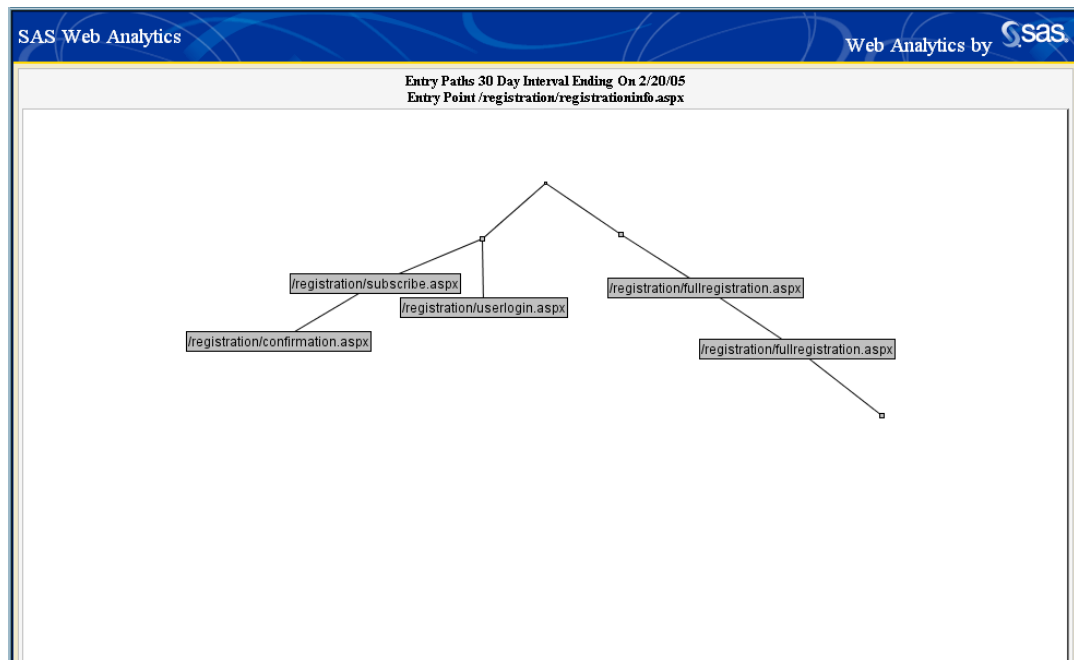 SAS Web Analytics
Web Analytics by sas.
Entry Paths 30 Day Interval Ending On 2/20/05
Entry Point /registration/registrationinfo.aspx
/registration/subscribe.aspx
/registration/userlogin.aspx
/registration/fullregistration.aspx
/registration/confirmation.aspx
/registration/fullregistration.aspx